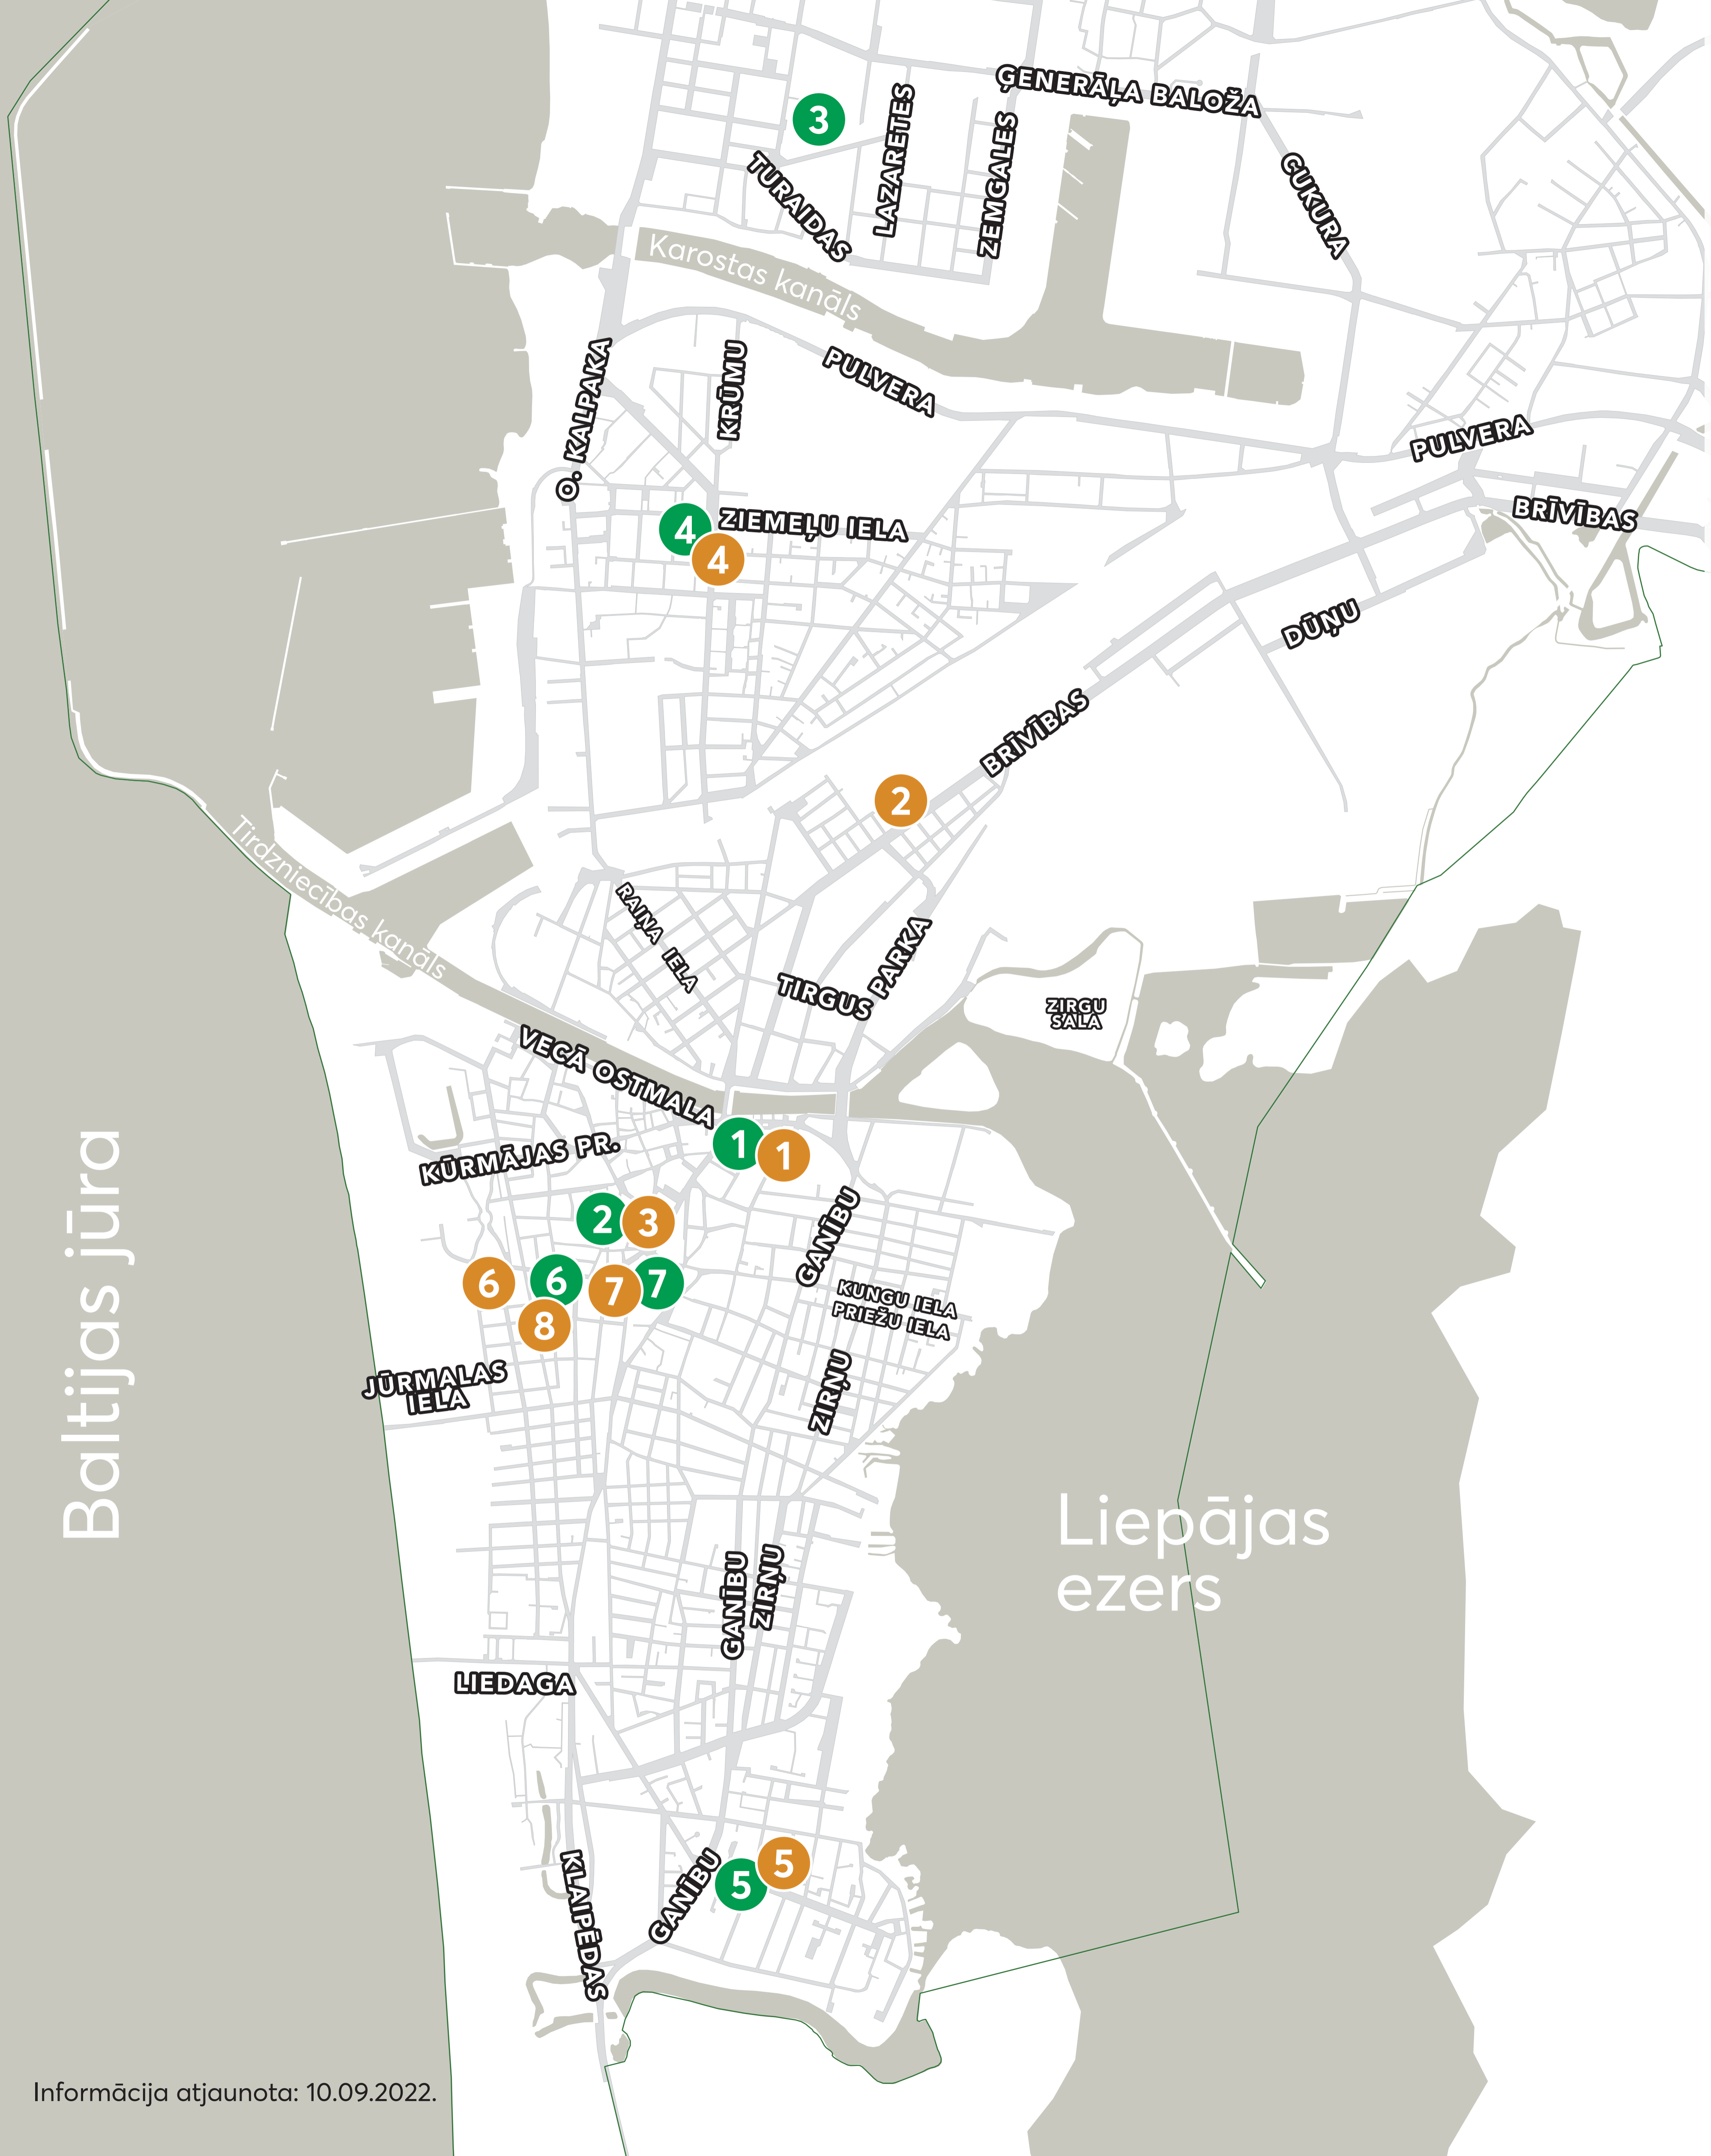 ĢENERĀĻA BALOŽA
3
LAZARETES
ZEMGALES
TURAIDAS
CUKURA
Karostas kanāls
O. KALPAKA
KRŪMU
PULVERA
PULVERA
BRĪVĪBAS
4
ZIEMEĻU IELA
4
DŪŅU
BRĪVĪBAS
2
Tirdzniecības kanāls
RAIŅA IELA
TIRGUS
PARKA
ZIRGU
SALA
VECĀ OSTMALA
1
1
KŪRMĀJAS PR.
2
3
GANĪBU
6
6
7
7
8
KUNGU IELA
PRIEŽU IELA
Baltijas jūra
JŪRMALAS
IELA
ZIRŅU
Liepājas
ezers
GANĪBU
ZIRŅU
LIEDAGA
KLAIPĒDAS
GANĪBU
5
5
Informācija atjaunota: 10.09.2022.